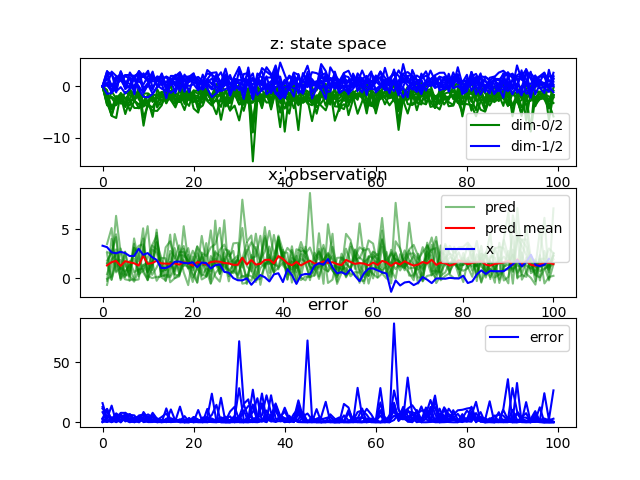 z: state space
0
−10
dim-0/2
dim-1/2
0 20 40 60 80 100
x: observation
5
0
pred
pred_mean
x
0 20 40 60 80 100
error
50
0
error
0 20 40 60 80 100